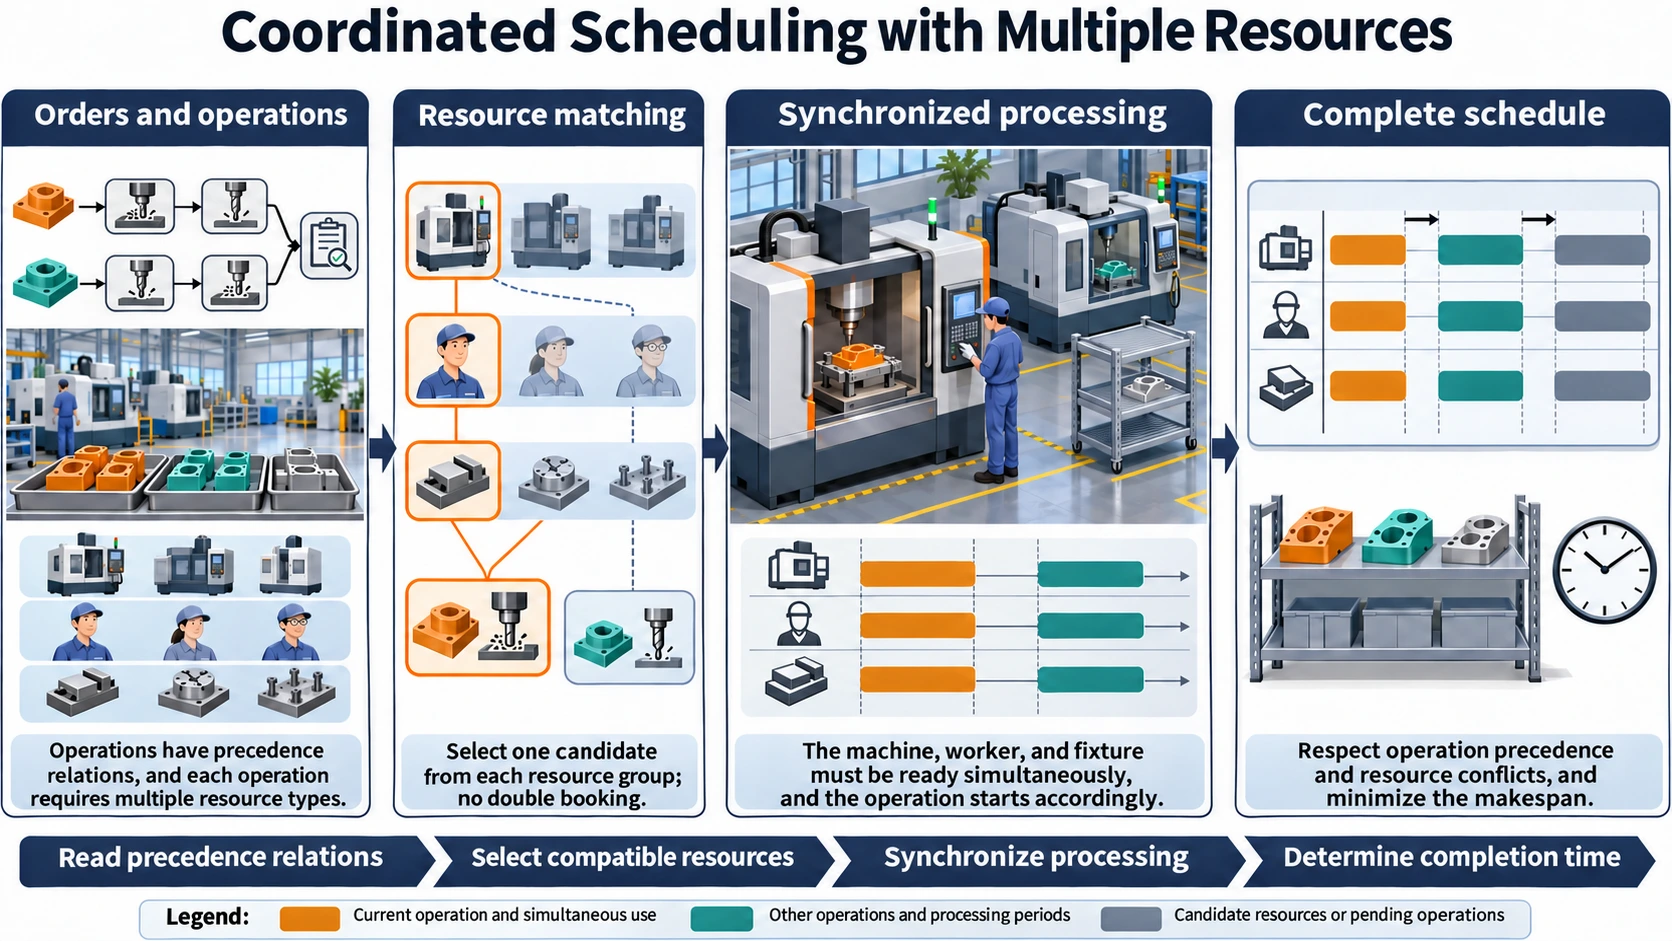 Coordinated Scheduling with Multiple Resources
Orders and operations
Operations have precedence
relations, and each operation
requires multiple resource types.
Resource matching
Select one candidate
from each resource group;
no double booking.
Synchronized processing
The machine, worker, and fixture
must be ready simultaneously,
and the operation starts accordingly.
Complete schedule
Respect operation precedence
and resource conflicts, and
minimize the makespan.
Read precedence relations
Select compatible resources
Synchronize processing
Determine completion time
Legend:
Current operation and simultaneous use
Other operations and processing periods
Candidate resources or pending operations